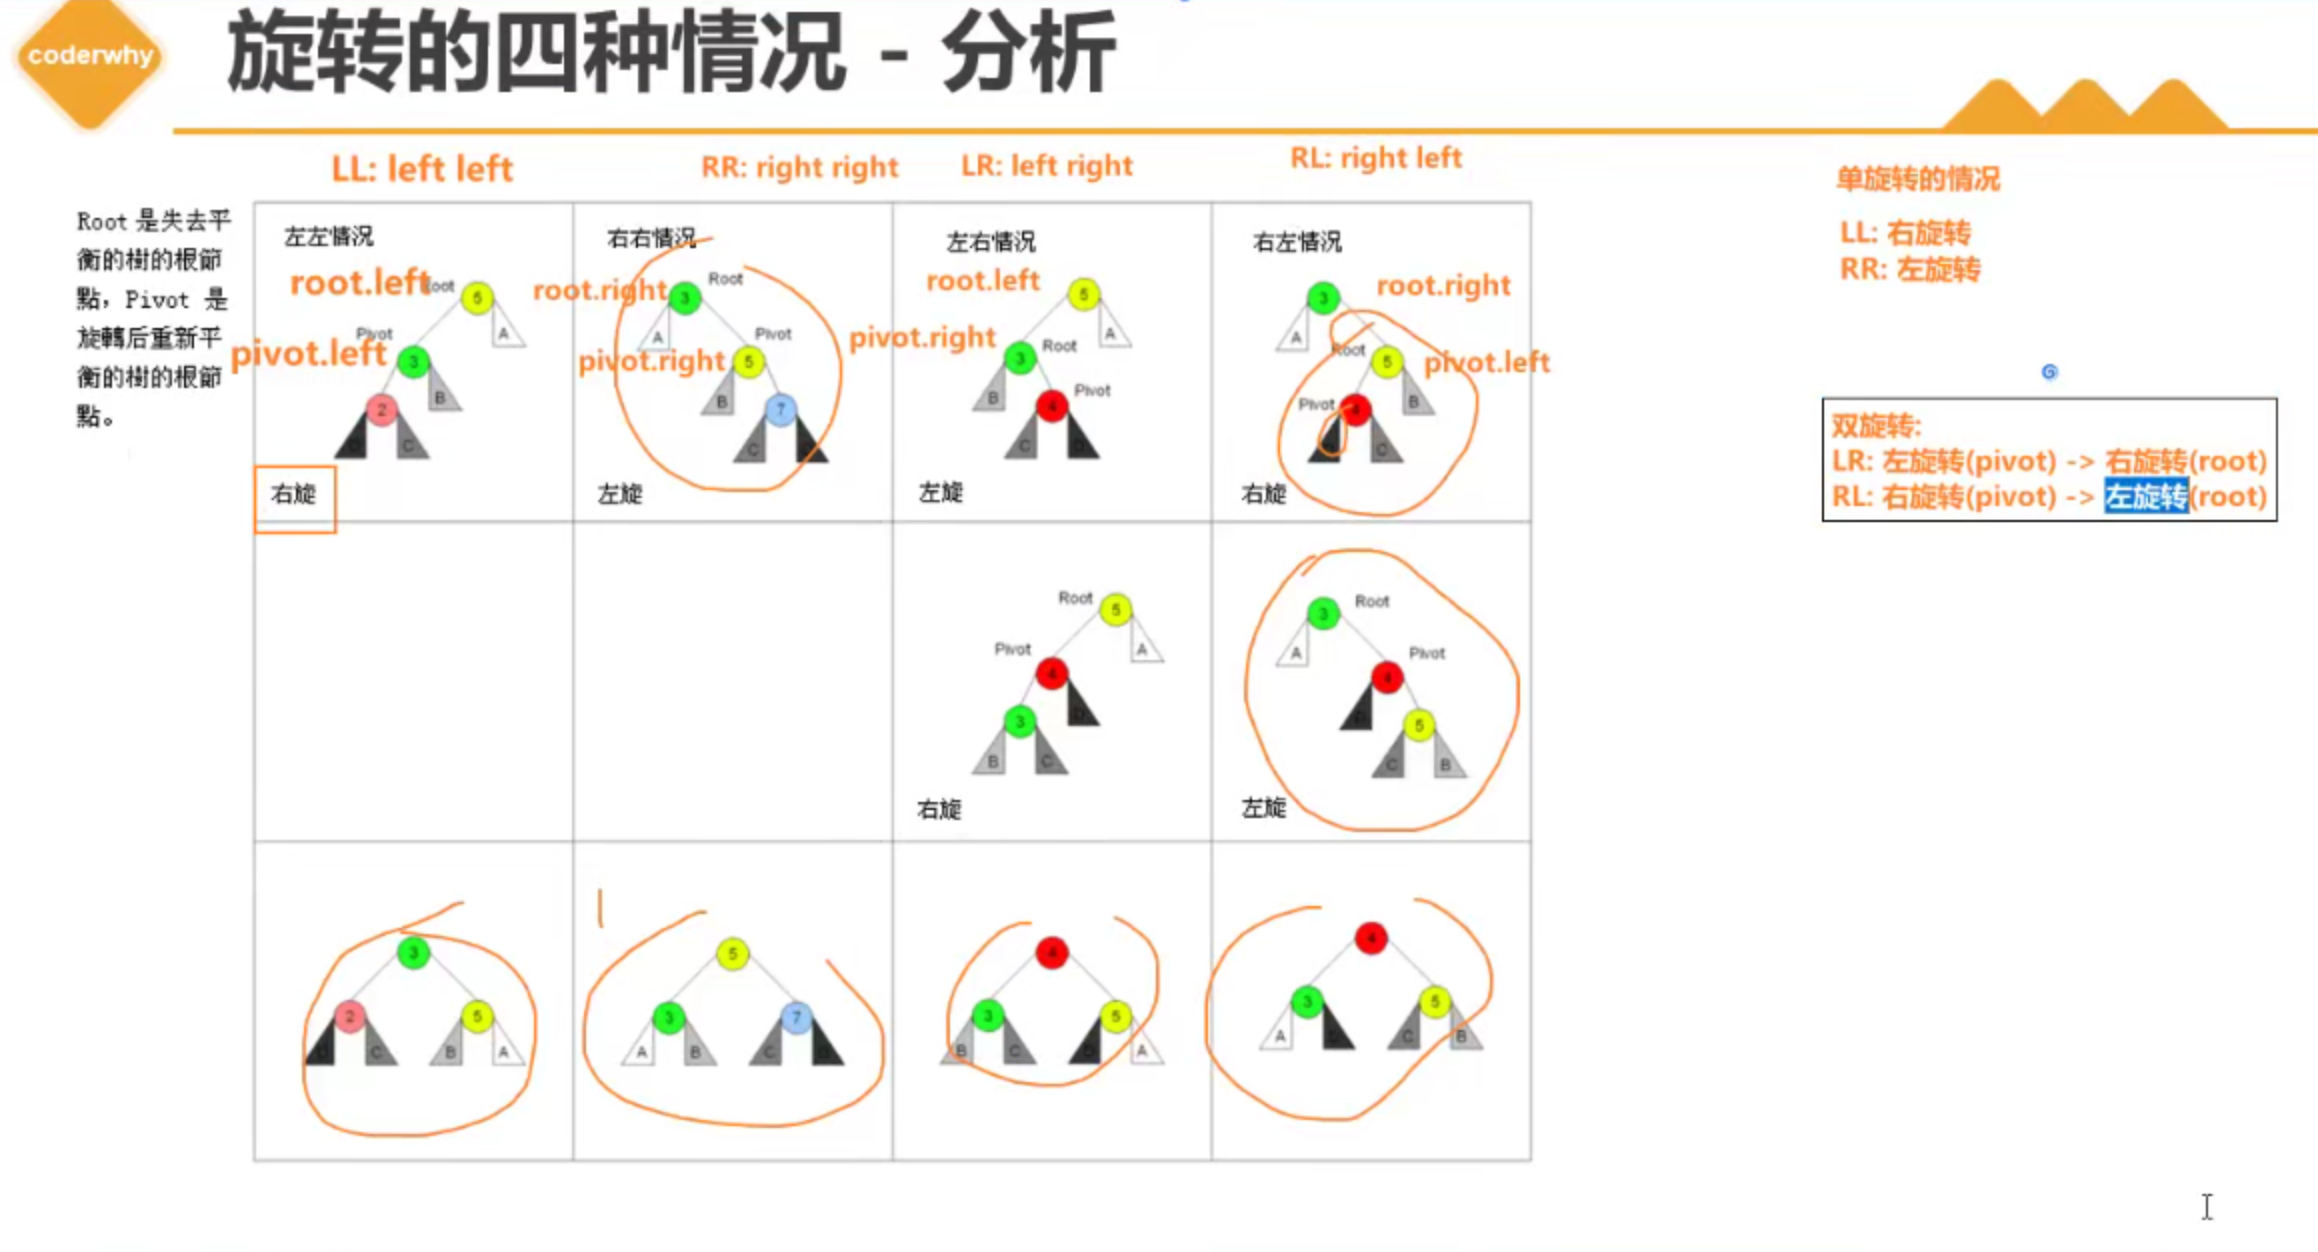 coderwhy
旋转的四种情况 - 分析
LL: left left
RR: right right
LR: left right
RL: right left
单旋转的情况
LL: 右旋转
RR: 左旋转
双旋转:
LR: 左旋转(pivot) -> 右旋转(root)
RL: 右旋转(pivot) -> 左旋转(root)
Root 是失去平
衡的樹的根節
點，Pivot 是
旋轉后重新平
衡的樹的根節
點。
左左情況
root.left
oot
5
A
Pivot
pivot.left
3
B
2
D
C
右旋
右右情況
root.right
3
Root
A
Pivot
pivot.right
5
B
7
C
D
左旋
左右情況
root.left
5
A
pivot.right
3
Root
B
4
Pivot
C
D
左旋
右左情況
root.right
3
A
Root
5
pivot.left
Pivot
4
B
D
C
右旋
Root
5
A
Pivot
4
D
3
B
C
右旋
3
Root
A
Pivot
4
D
5
C
B
左旋
3
2
5
D
C
B
A
5
3
7
A
B
C
D
4
3
5
B
C
D
A
4
3
5
A
D
C
B